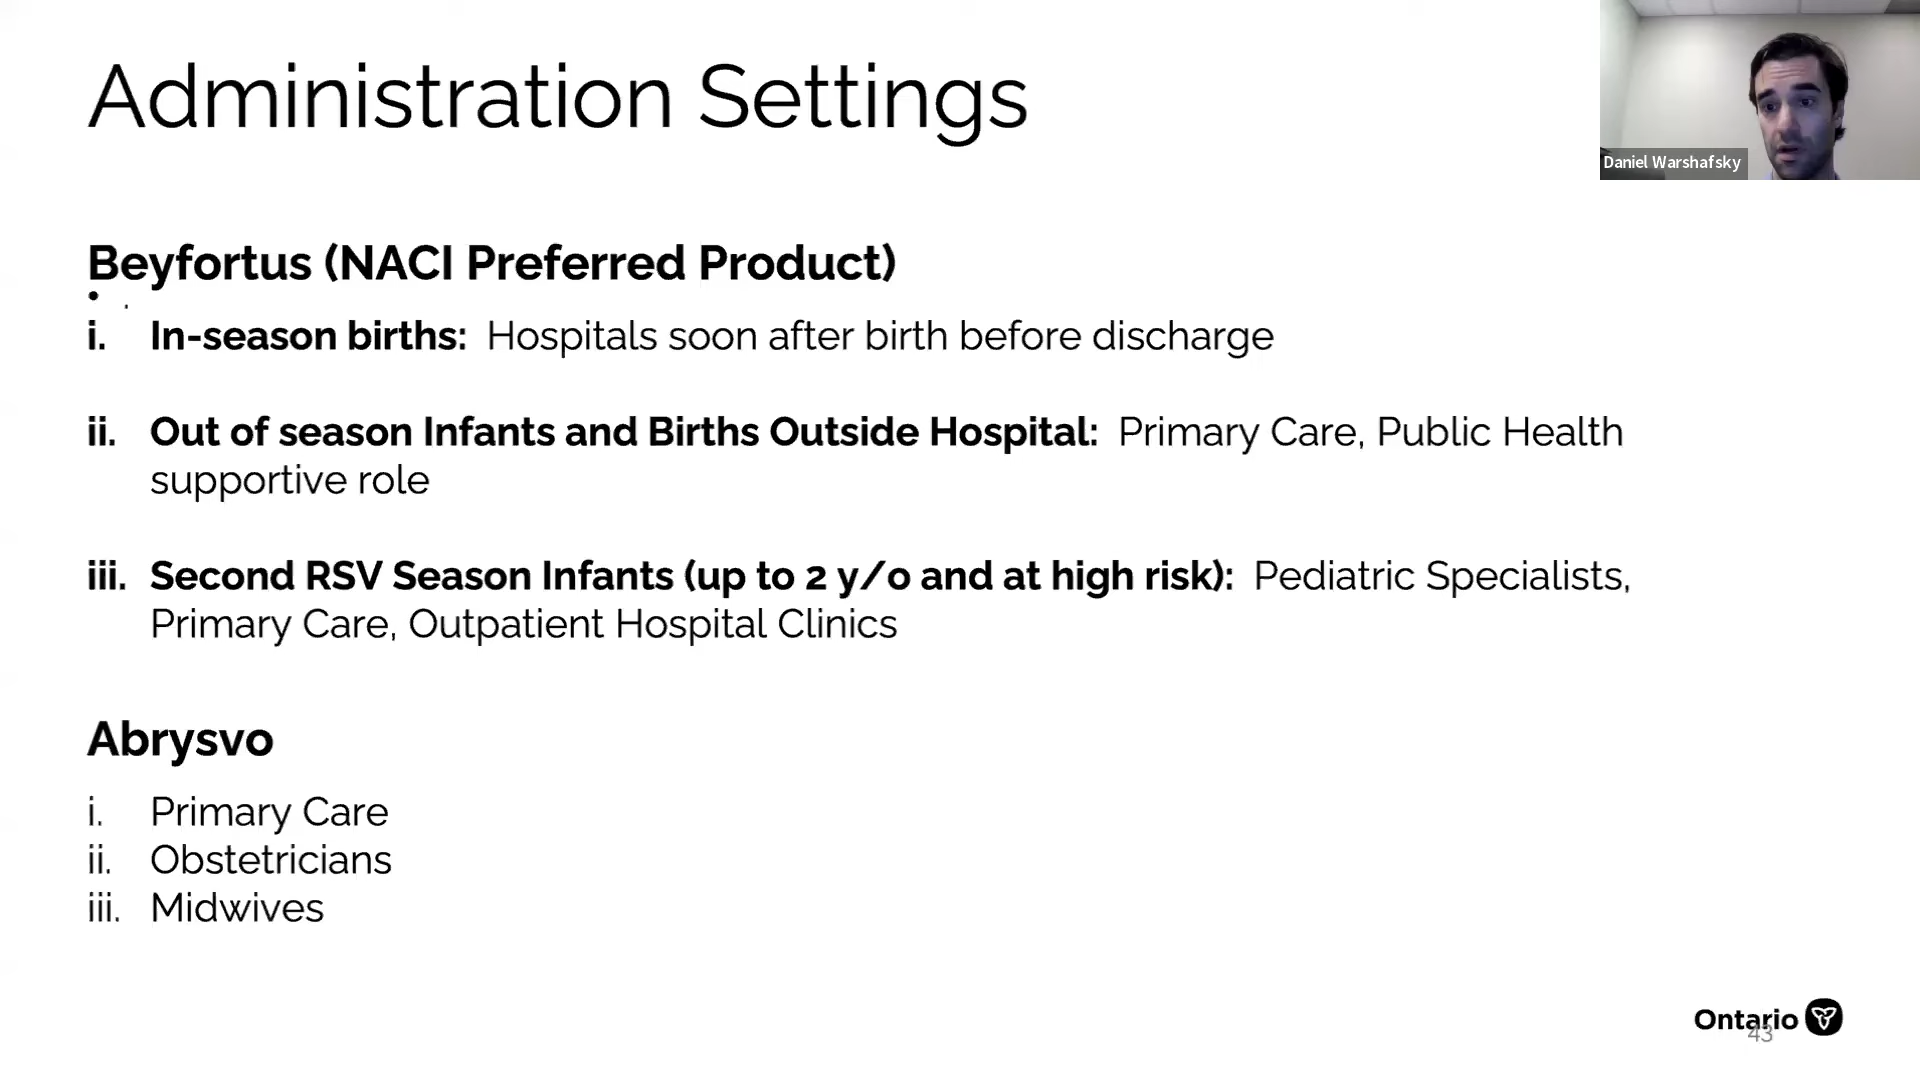 Administration Settings
Daniel Warshafsky
Beyfortus (NACI Preferred Product)
•
i. In-season births: Hospitals soon after birth before discharge
ii. Out of season Infants and Births Outside Hospital: Primary Care, Public Health
supportive role
iii. Second RSV Season Infants (up to 2 y/o and at high risk): Pediatric Specialists,
Primary Care, Outpatient Hospital Clinics
Abrysvo
i. Primary Care
ii. Obstetricians
iii. Midwives
Ontario
43